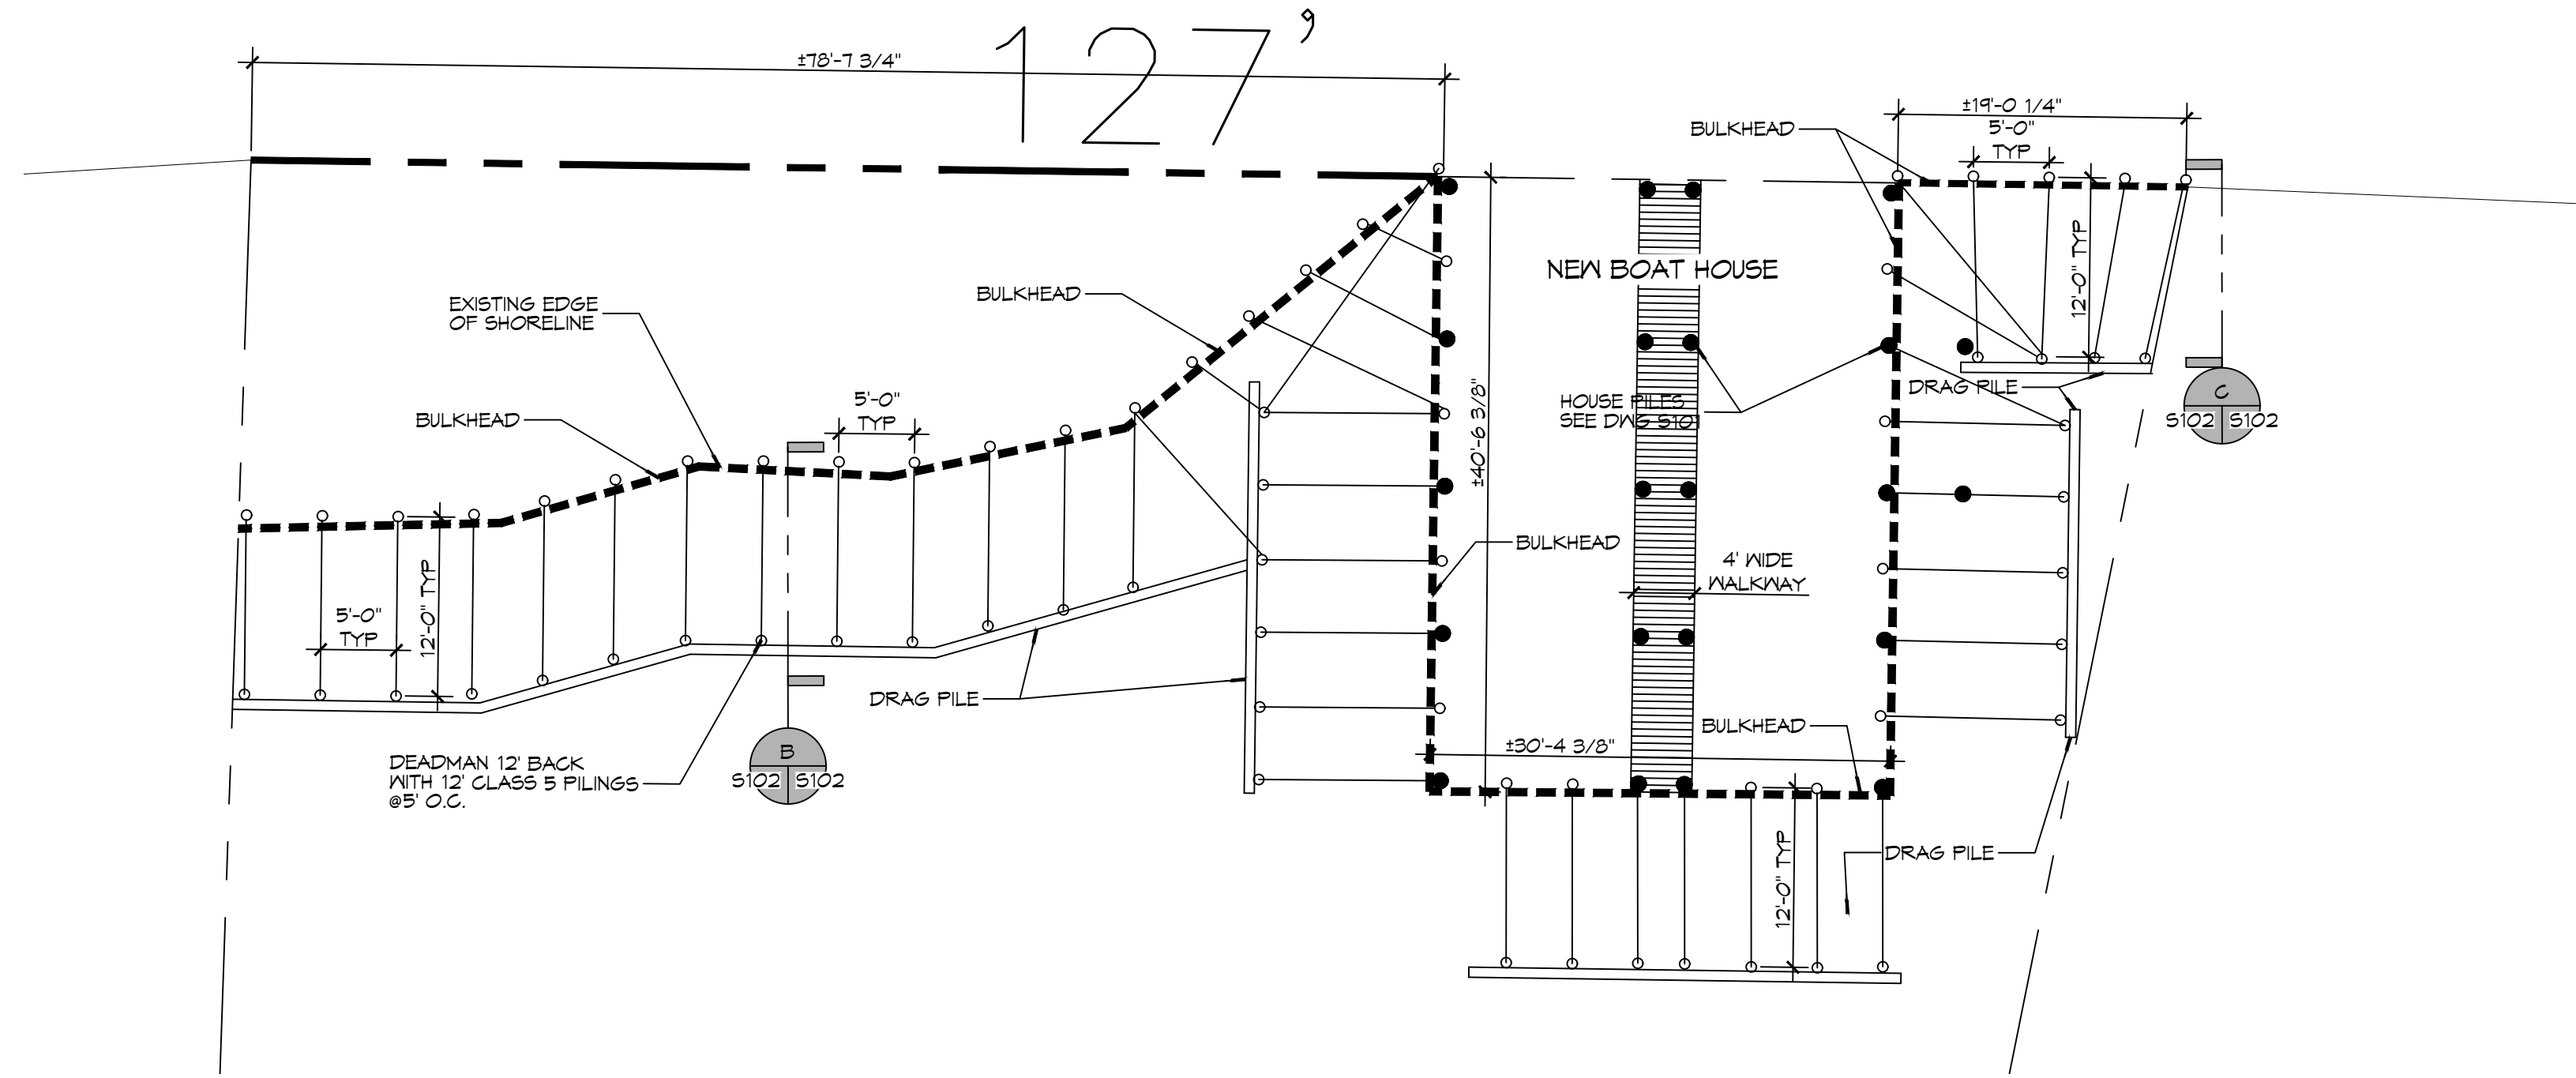 127'
±78'-7 3/4"
±19'-0 1/4"
BULKHEAD
5'-0"
TYP
12'-0" TYP
NEW BOAT HOUSE
BULKHEAD
EXISTING EDGE
OF SHORELINE
BULKHEAD
5'-0"
TYP
±40'-6 3/8"
HOUSE PILES
SEE DWG S101
DRAG PILE
C
S102 S102
BULKHEAD
4' WIDE
WALKWAY
5'-0"
TYP
12'-0" TYP
DRAG PILE
BULKHEAD
±30'-4 3/8"
B
S102 S102
DEADMAN 12' BACK
WITH 12' CLASS 5 PILINGS
@5' O.C.
12'-0" TYP
DRAG PILE